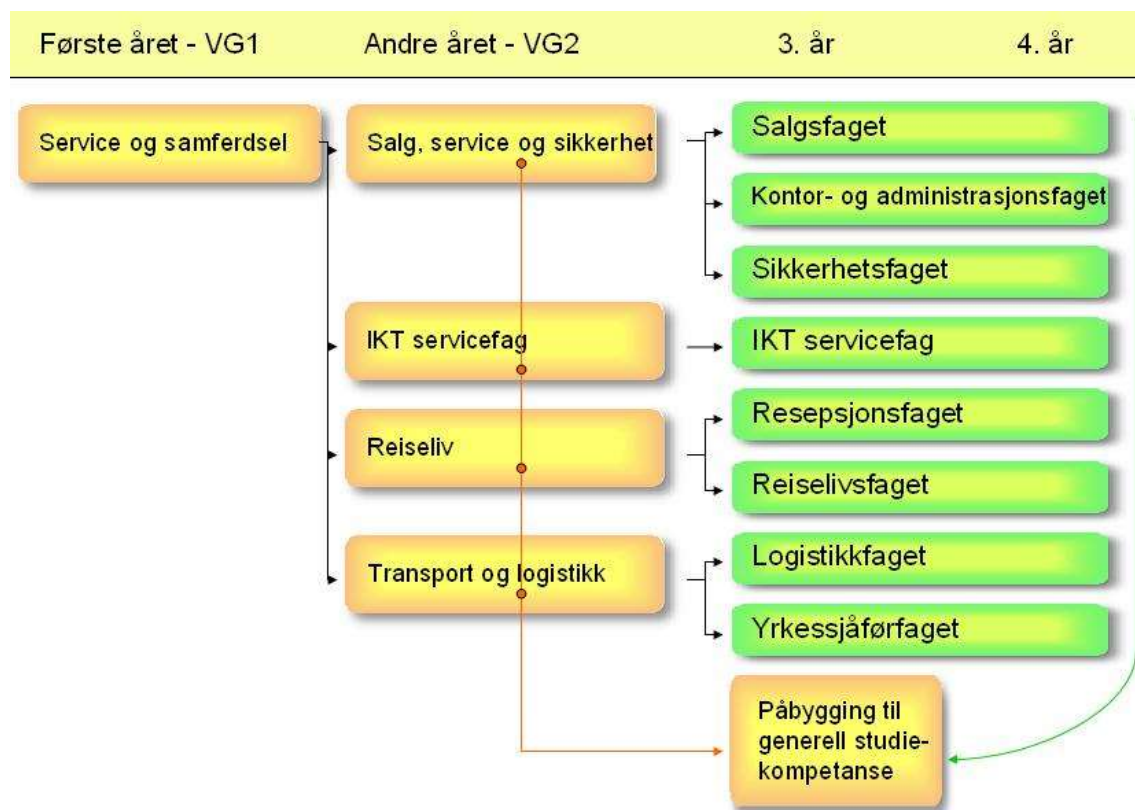 Første året - VG1
Andre året - VG2
3. år
4. år
Service og samferdsel
Salg, service og sikkerhet
Salgsfaget
Kontor- og administrasjonsfaget
Sikkerhetsfaget
IKT servicefag
IKT servicefag
Reiseliv
Resepsjonsfaget
Reiselivsfaget
Transport og logistikk
Logistikkfaget
Yrkessjåførfaget
Påbygging til
generell studie-
kompetanse